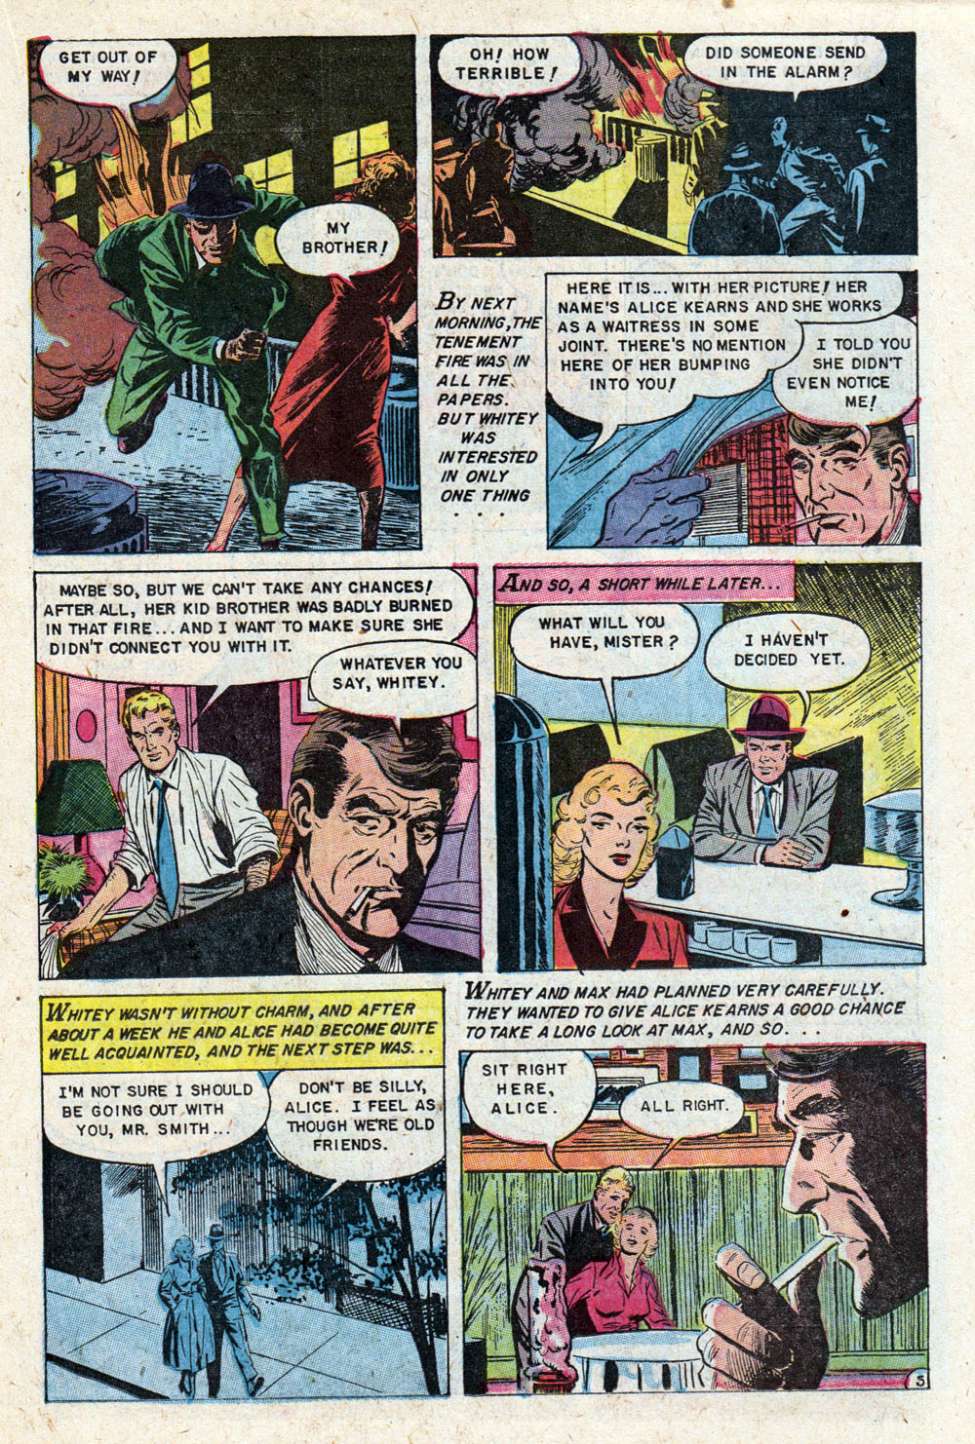 GET OUT OF
MY WAY!
MY
BROTHER!
OH! HOW
TERRIBLE!
DID SOMEONE SEND
IN THE ALARM?
BY NEXT
MORNING, THE
TENEMENT
FIRE WAS IN
ALL THE
PAPERS.
BUT WHITEY
WAS
INTERESTED
IN ONLY
ONE THING
. . . .
HERE IT IS... WITH HER PICTURE! HER
NAME'S ALICE KEARNS AND SHE WORKS
AS A WAITRESS IN SOME
JOINT. THERE'S NO MENTION
HERE OF HER BUMPING
INTO YOU!
I TOLD YOU
SHE DIDN'T
EVEN NOTICE
ME!
MAYBE SO, BUT WE CAN'T TAKE ANY CHANCES!
AFTER ALL, HER KID BROTHER WAS BADLY BURNED
IN THAT FIRE... AND I WANT TO MAKE SURE SHE
DIDN'T CONNECT YOU WITH IT.
WHATEVER YOU
SAY, WHITEY.
AND SO, A SHORT WHILE LATER...
WHAT WILL YOU
HAVE, MISTER?
I HAVEN'T
DECIDED YET.
WHITEY WASN'T WITHOUT CHARM, AND AFTER
ABOUT A WEEK HE AND ALICE HAD BECOME QUITE
WELL ACQUAINTED, AND THE NEXT STEP WAS...
I'M NOT SURE I SHOULD
BE GOING OUT WITH
YOU, MR. SMITH...
DON'T BE SILLY,
ALICE. I FEEL AS
THOUGH WE'RE OLD
FRIENDS.
WHITEY AND MAX HAD PLANNED VERY CAREFULLY.
THEY WANTED TO GIVE ALICE KEARNS A GOOD CHANCE
TO TAKE A LONG LOOK AT MAX, AND SO. . .
SIT RIGHT
HERE,
ALICE.
ALL RIGHT.
3